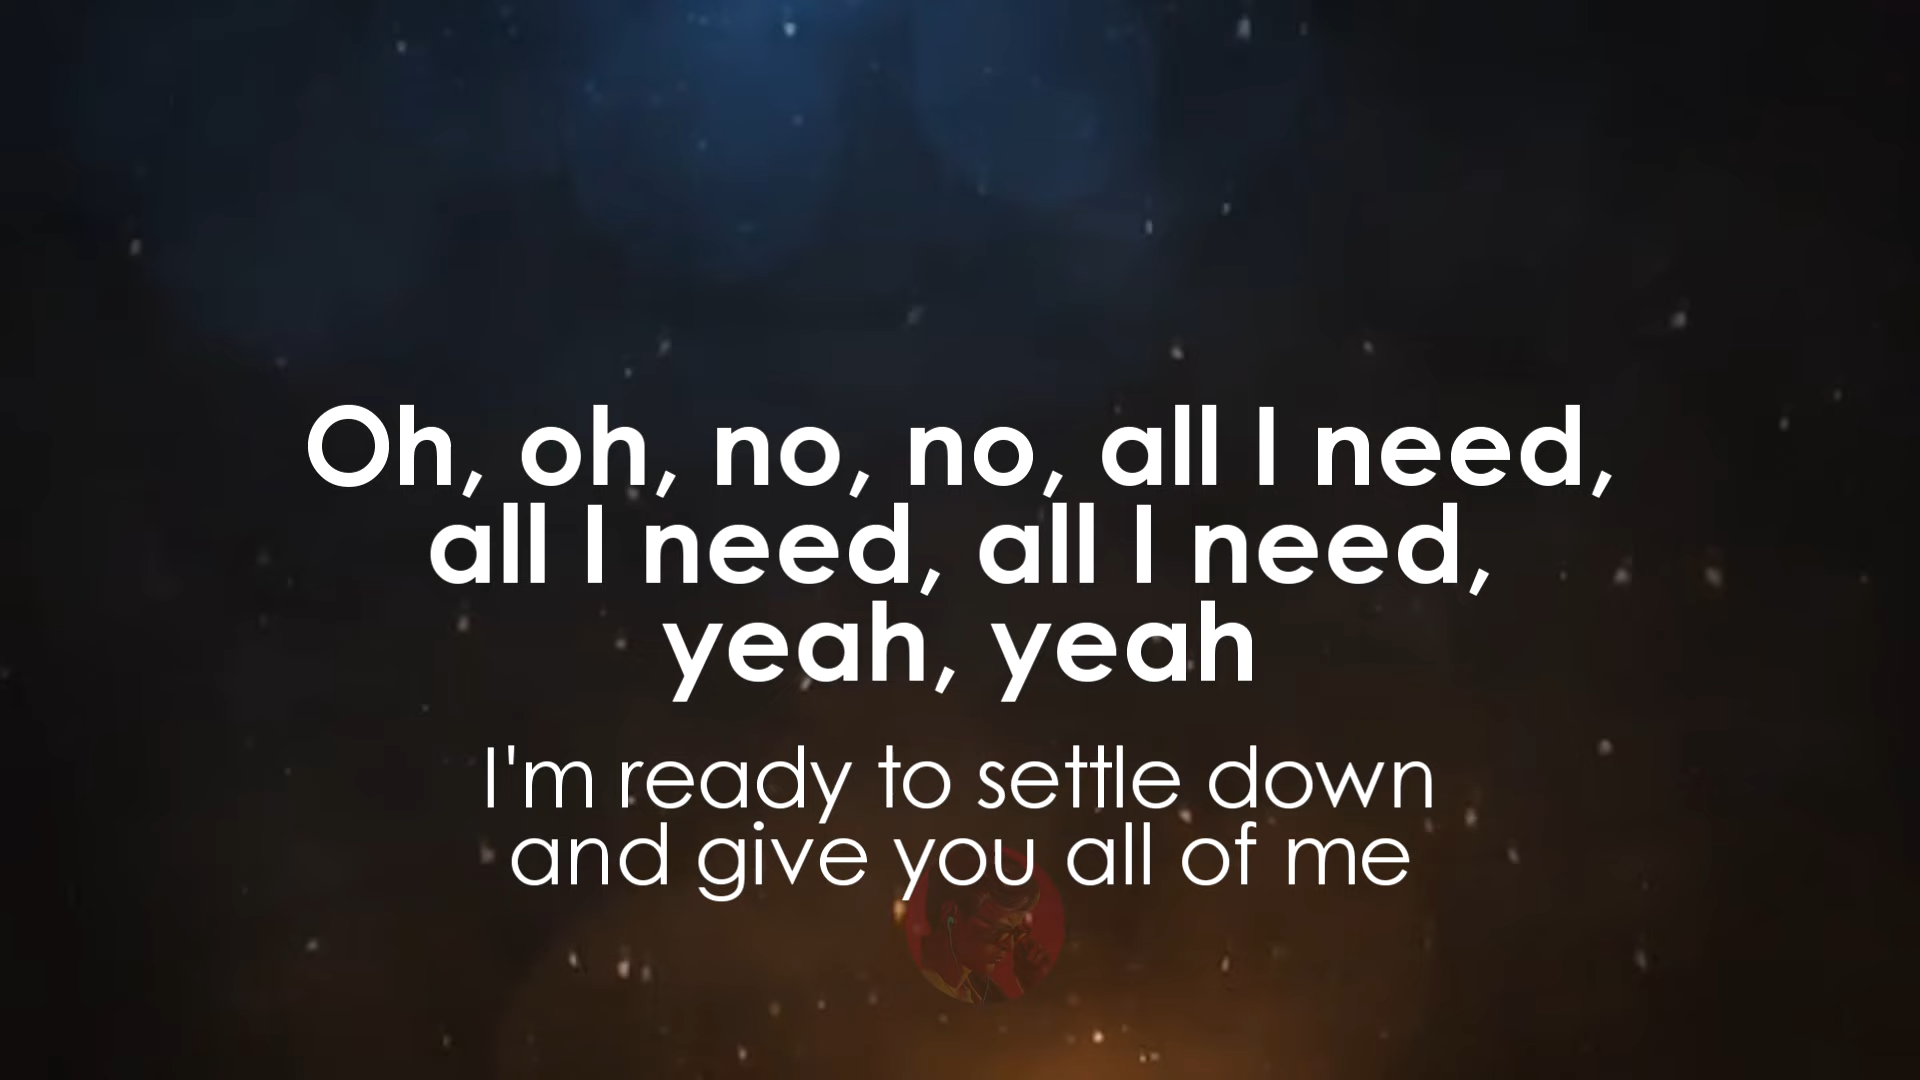 Oh, oh, no, no, all I need,
all I need, all I need,
yeah, yeah
I'm ready to settle down
and give you all of me